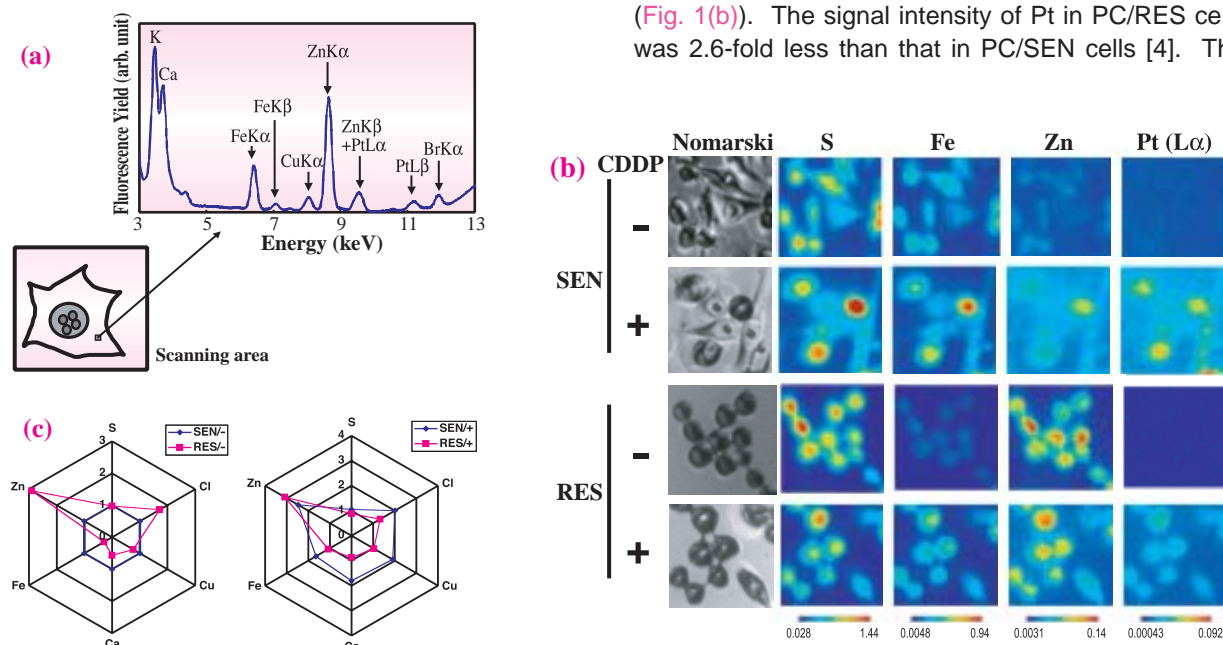 (Fig. 1(b)). The signal intensity of Pt in PC/RES ce
was 2.6-fold less than that in PC/SEN cells [4]. Th
(a)
Fluorescence Yield (arb. unit)
K
Ca
FeKα
FeKβ
CuKα
ZnKα
ZnKβ
+PtLα
PtLβ
BrKα
3 5 7 9 11 13
Energy (keV)
Scanning area
(b)
Nomarski S Fe Zn Pt (Lα)
CDDP
SEN
-
+
RES
-
+
0.028 1.44 0.0048 0.94 0.0031 0.14 0.00043 0.092
(c)
SEN/-
RES/-
S
3
2
1
0
Zn
Cl
Fe
Cu
Ca
SEN/+
RES/+
S
4
3
2
1
0
Zn
Cl
Fe
Cu